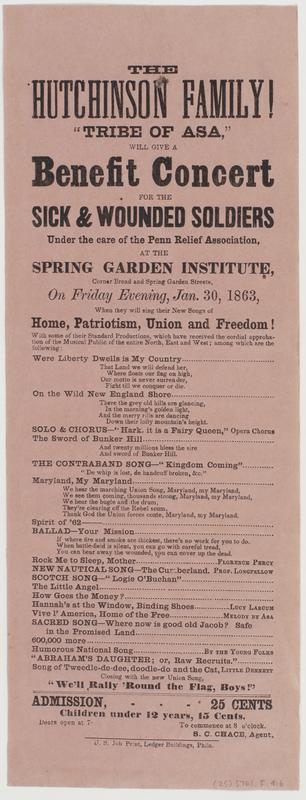 THE
HUTCHINSON FAMILY!
"TRIBE OF ASA,"
WILL GIVE A
Benefit Concert
FOR THE
SICK & WOUNDED SOLDIERS
Under the care of the Penn Relief Association,
AT THE
SPRING GARDEN INSTITUTE,
Corner Broad and Spring Garden Streets,
On Friday Evening, Jan. 30, 1863,
When they will sing their New Songs of
Home, Patriotism, Union and Freedom!
With some of their Standard Productions, which have received the cordial approba-
tion of the Musical Public of the entire North, East and West; among which are the
following:
Were Liberty Dwells is My Country
That Land we will defend her,
Where floats our flag on high,
Our motto is never surrender,
Fight till we conquer or die.
On the Wild New England Shore
There the grey old hills are glancing,
In the morning's golden light,
And the merry rills are dancing
Down their lofty mountain's height.
SOLO & CHORUS—"Hark, it is a Fairy Queen," Opera Chorus
The Sword of Bunker Hill
And twenty millions bless the sire
And sword of Bunker Hill.
THE CONTRABAND SONG—"Kingdom Coming"
"De whip is lost, de handcuff broken, &c."
Maryland, My Maryland
We hear the marching Union Song, Maryland, my Maryland,
We see them coming, thousands strong, Maryland, my Maryland,
We hear the bugle and the drum,
They're clearing off the Rebel scum,
Thank God the Union forces come, Maryland, my Maryland.
Spirit of '62
BALLAD—Your Mission
If where fire and smoke are thickest, there's no work for you to do.
When battle-field is silent, you can go with careful tread,
You can bear away the wounded, you can cover up the dead.
Rock Me to Sleep, Mother FLORENCE PERCY
NEW NAUTICAL SONG—The Cumberland. PROF. LONGFELLOW
SCOTCH SONG—"Logie O'Buchan"
The Little Angel
How Goes the Money?
Hannah's at the Window, Binding Shoes LUCY LARCUM
Vive l' America, Home of the Free MELODY BY ASA
SACRED SONG—Where now is good old Jacob? Safe
in the Promised Land
600,000 more
Humorous National Song BY THE YOUNG FOLKS
"ABRAHAM'S DAUGHTER; or, Raw Recruits."
Song of Tweedle-de-dee, doodle-do and the Cat, LITTLE DENNETT
Closing with the new Union Song,
"We'll Rally 'Round the Flag, Boys!"
ADMISSION, - - - 25 CENTS
Children under 12 years, 15 Cents.
Doors open at 7. To commence at 8 o'clock.
S. C. CHACE, Agent.
U. S. Job Print, Ledger Buildings, Phila.